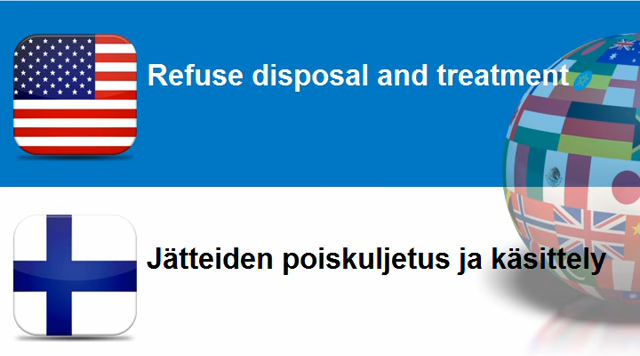 Refuse disposal and treatment
Jätteiden poiskuljetus ja käsittely